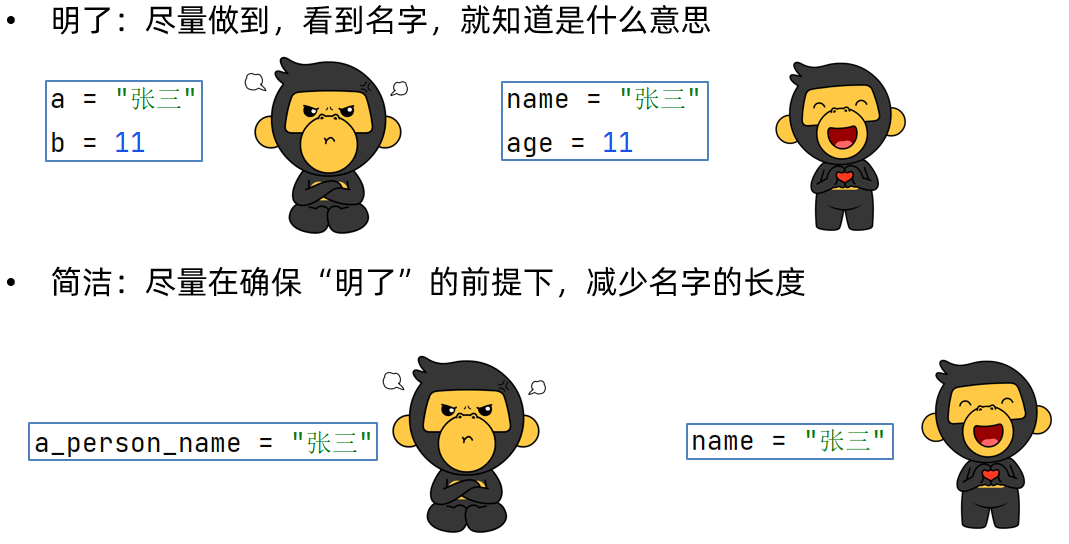 • 明了：尽量做到，看到名字，就知道是什么意思
a = "张三"
b = 11
name = "张三"
age = 11
• 简洁：尽量在确保“明了”的前提下，减少名字的长度
a_person_name = "张三"
name = "张三"